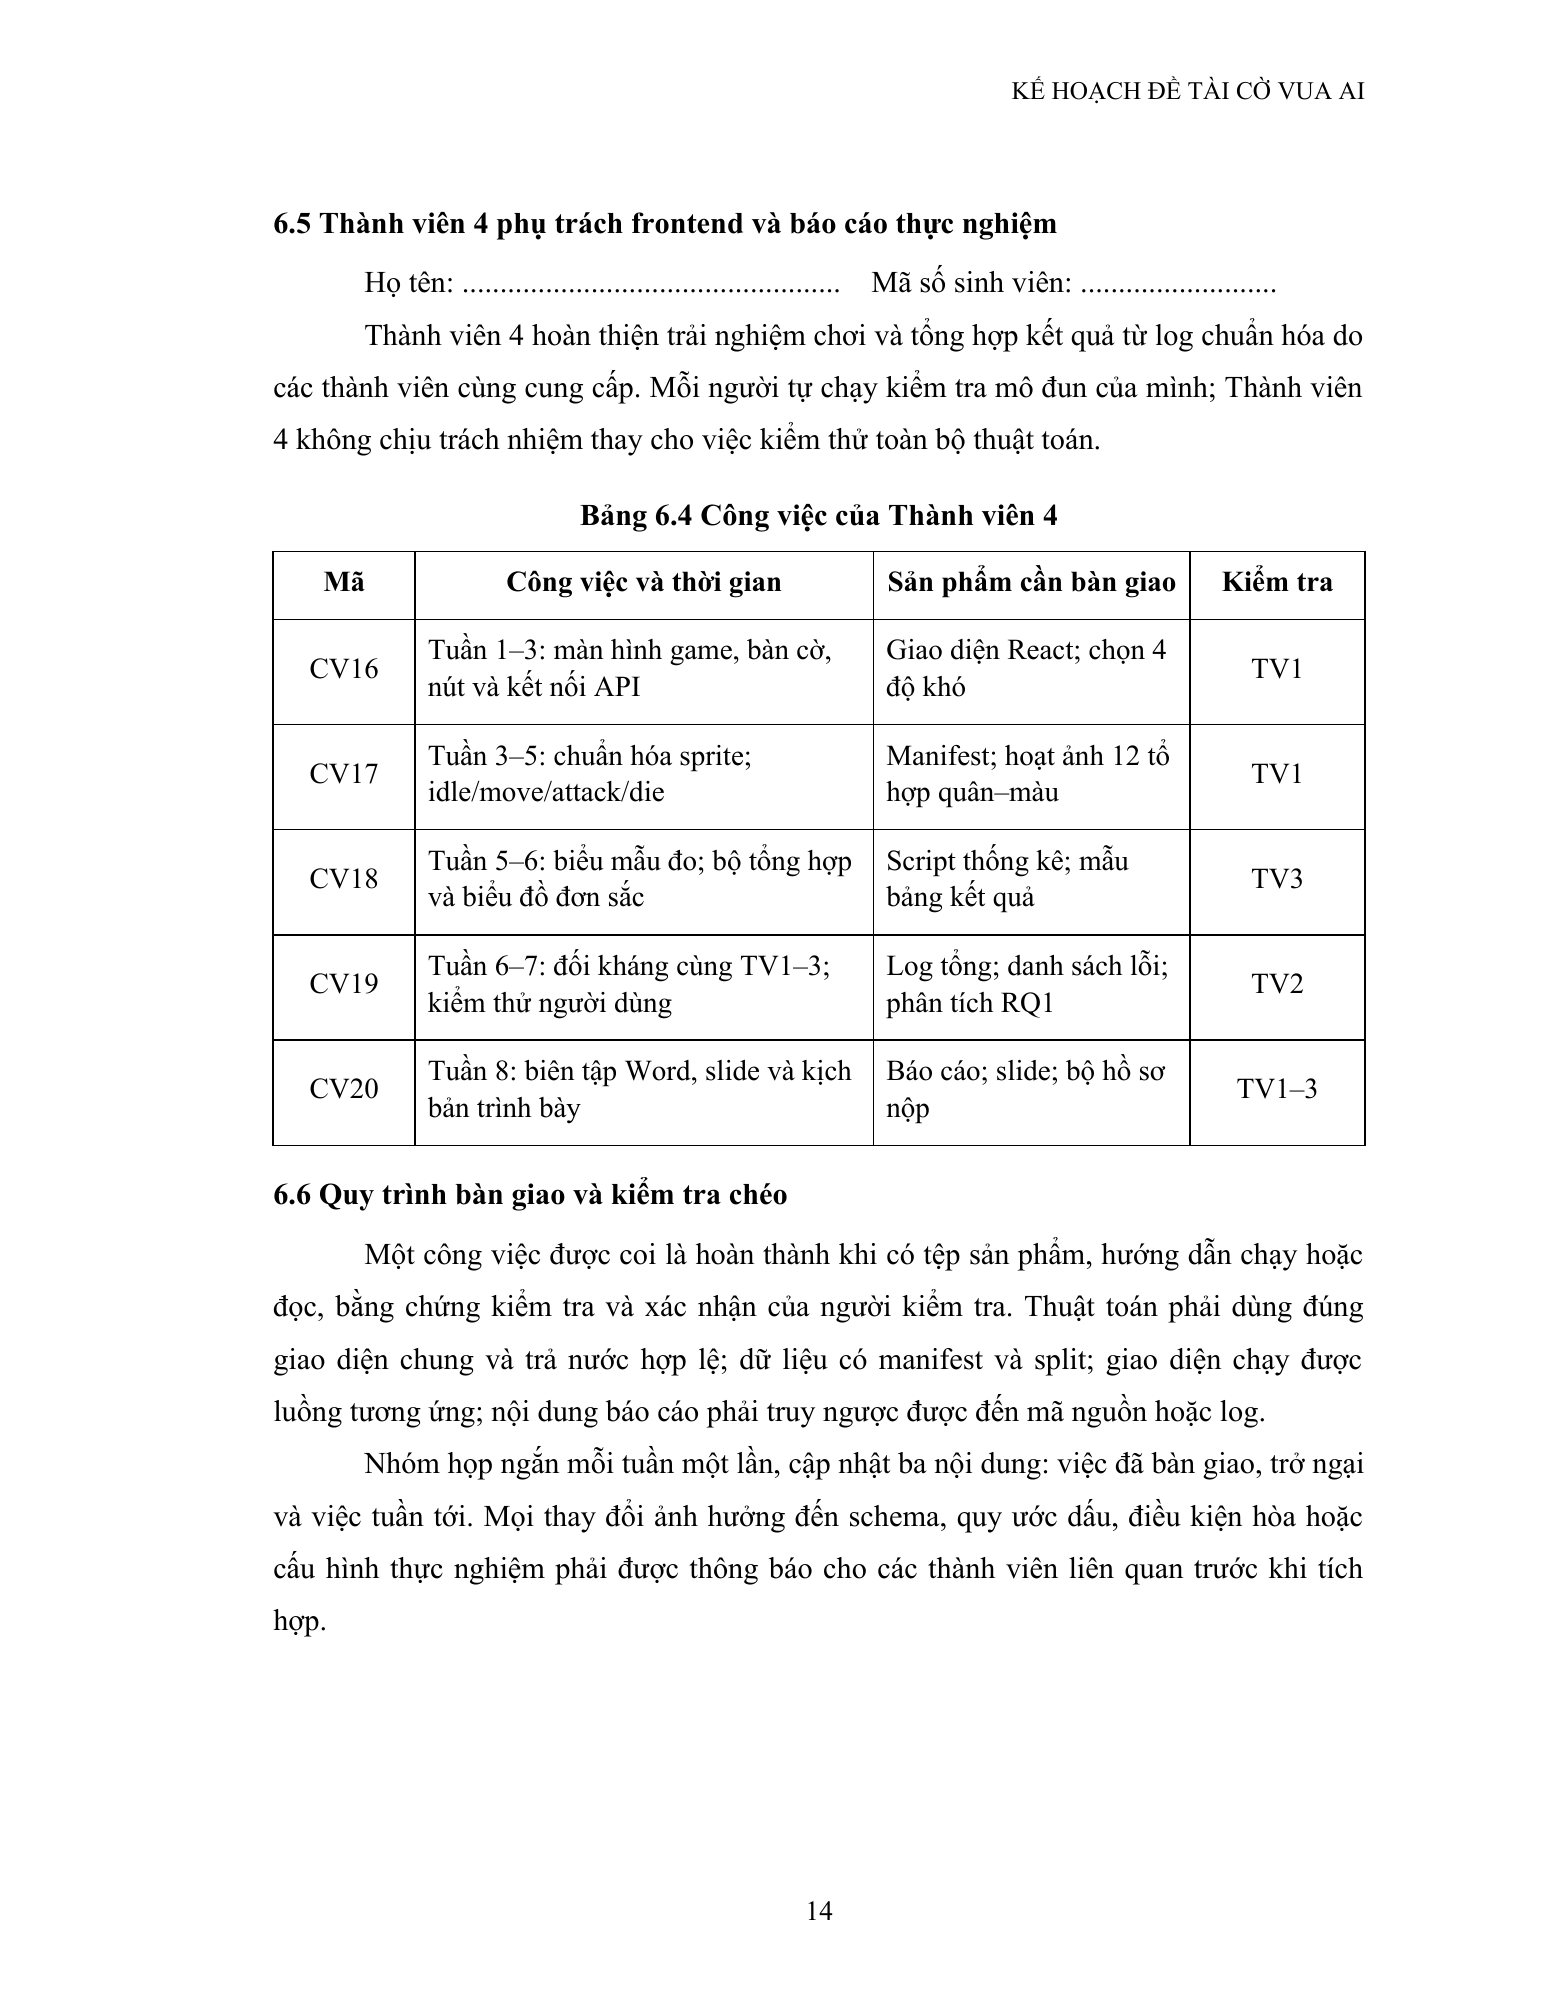 KẾ HOẠCH ĐỀ TÀI CỜ VUA AI
6.5 Thành viên 4 phụ trách frontend và báo cáo thực nghiệm
Họ tên: .................................................. Mã số sinh viên: ..........................
Thành viên 4 hoàn thiện trải nghiệm chơi và tổng hợp kết quả từ log chuẩn hóa do
các thành viên cùng cung cấp. Mỗi người tự chạy kiểm tra mô đun của mình; Thành viên
4 không chịu trách nhiệm thay cho việc kiểm thử toàn bộ thuật toán.
Bảng 6.4 Công việc của Thành viên 4
Mã Công việc và thời gian Sản phẩm cần bàn giao Kiểm tra
CV16
Tuần 1–3: màn hình game, bàn cờ,
nút và kết nối API
Giao diện React; chọn 4
độ khó
TV1
CV17
Tuần 3–5: chuẩn hóa sprite;
idle/move/attack/die
Manifest; hoạt ảnh 12 tổ
hợp quân–màu
TV1
CV18
Tuần 5–6: biểu mẫu đo; bộ tổng hợp
và biểu đồ đơn sắc
Script thống kê; mẫu
bảng kết quả
TV3
CV19
Tuần 6–7: đối kháng cùng TV1–3;
kiểm thử người dùng
Log tổng; danh sách lỗi;
phân tích RQ1
TV2
CV20
Tuần 8: biên tập Word, slide và kịch
bản trình bày
Báo cáo; slide; bộ hồ sơ
nộp
TV1–3
6.6 Quy trình bàn giao và kiểm tra chéo
Một công việc được coi là hoàn thành khi có tệp sản phẩm, hướng dẫn chạy hoặc
đọc, bằng chứng kiểm tra và xác nhận của người kiểm tra. Thuật toán phải dùng đúng
giao diện chung và trả nước hợp lệ; dữ liệu có manifest và split; giao diện chạy được
luồng tương ứng; nội dung báo cáo phải truy ngược được đến mã nguồn hoặc log.
Nhóm họp ngắn mỗi tuần một lần, cập nhật ba nội dung: việc đã bàn giao, trở ngại
và việc tuần tới. Mọi thay đổi ảnh hưởng đến schema, quy ước dấu, điều kiện hòa hoặc
cấu hình thực nghiệm phải được thông báo cho các thành viên liên quan trước khi tích
hợp.
14